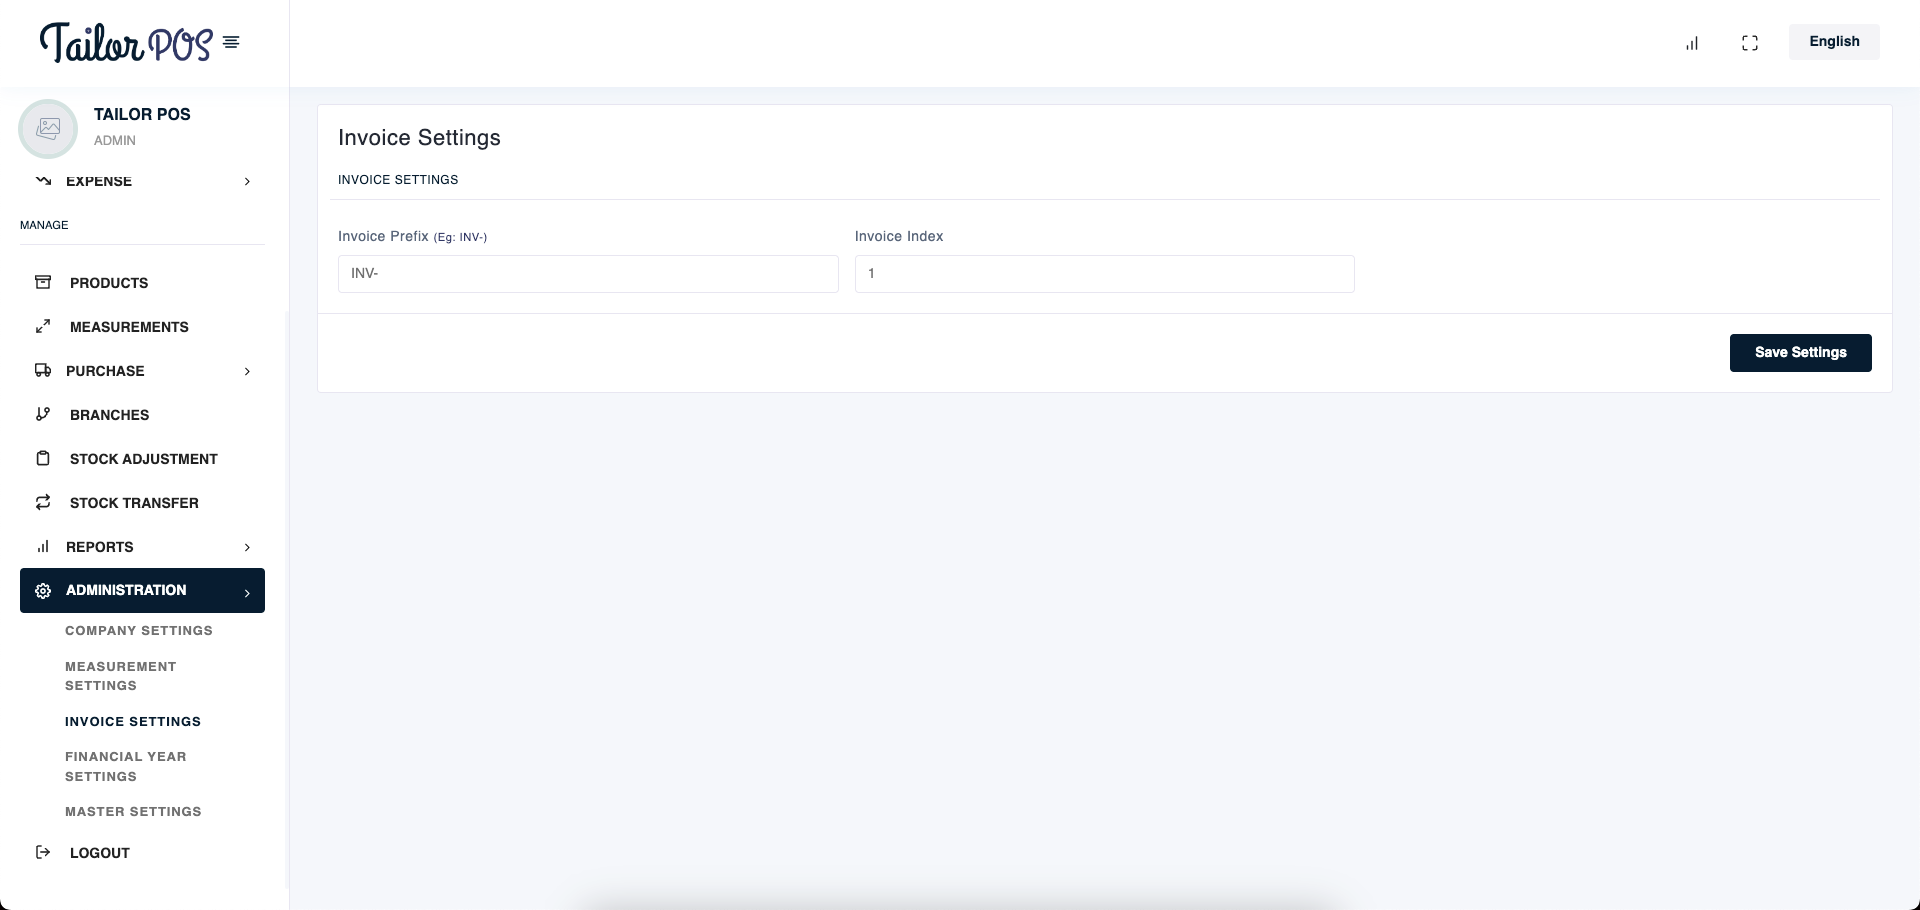 Tailor POS
English
TAILOR POS
ADMIN
EXPENSE
MANAGE
PRODUCTS
MEASUREMENTS
PURCHASE
BRANCHES
STOCK ADJUSTMENT
STOCK TRANSFER
REPORTS
ADMINISTRATION
COMPANY SETTINGS
MEASUREMENT
SETTINGS
INVOICE SETTINGS
FINANCIAL YEAR
SETTINGS
MASTER SETTINGS
LOGOUT
Invoice Settings
INVOICE SETTINGS
Invoice Prefix (Eg: INV-)
INV-
Invoice Index
1
Save Settings